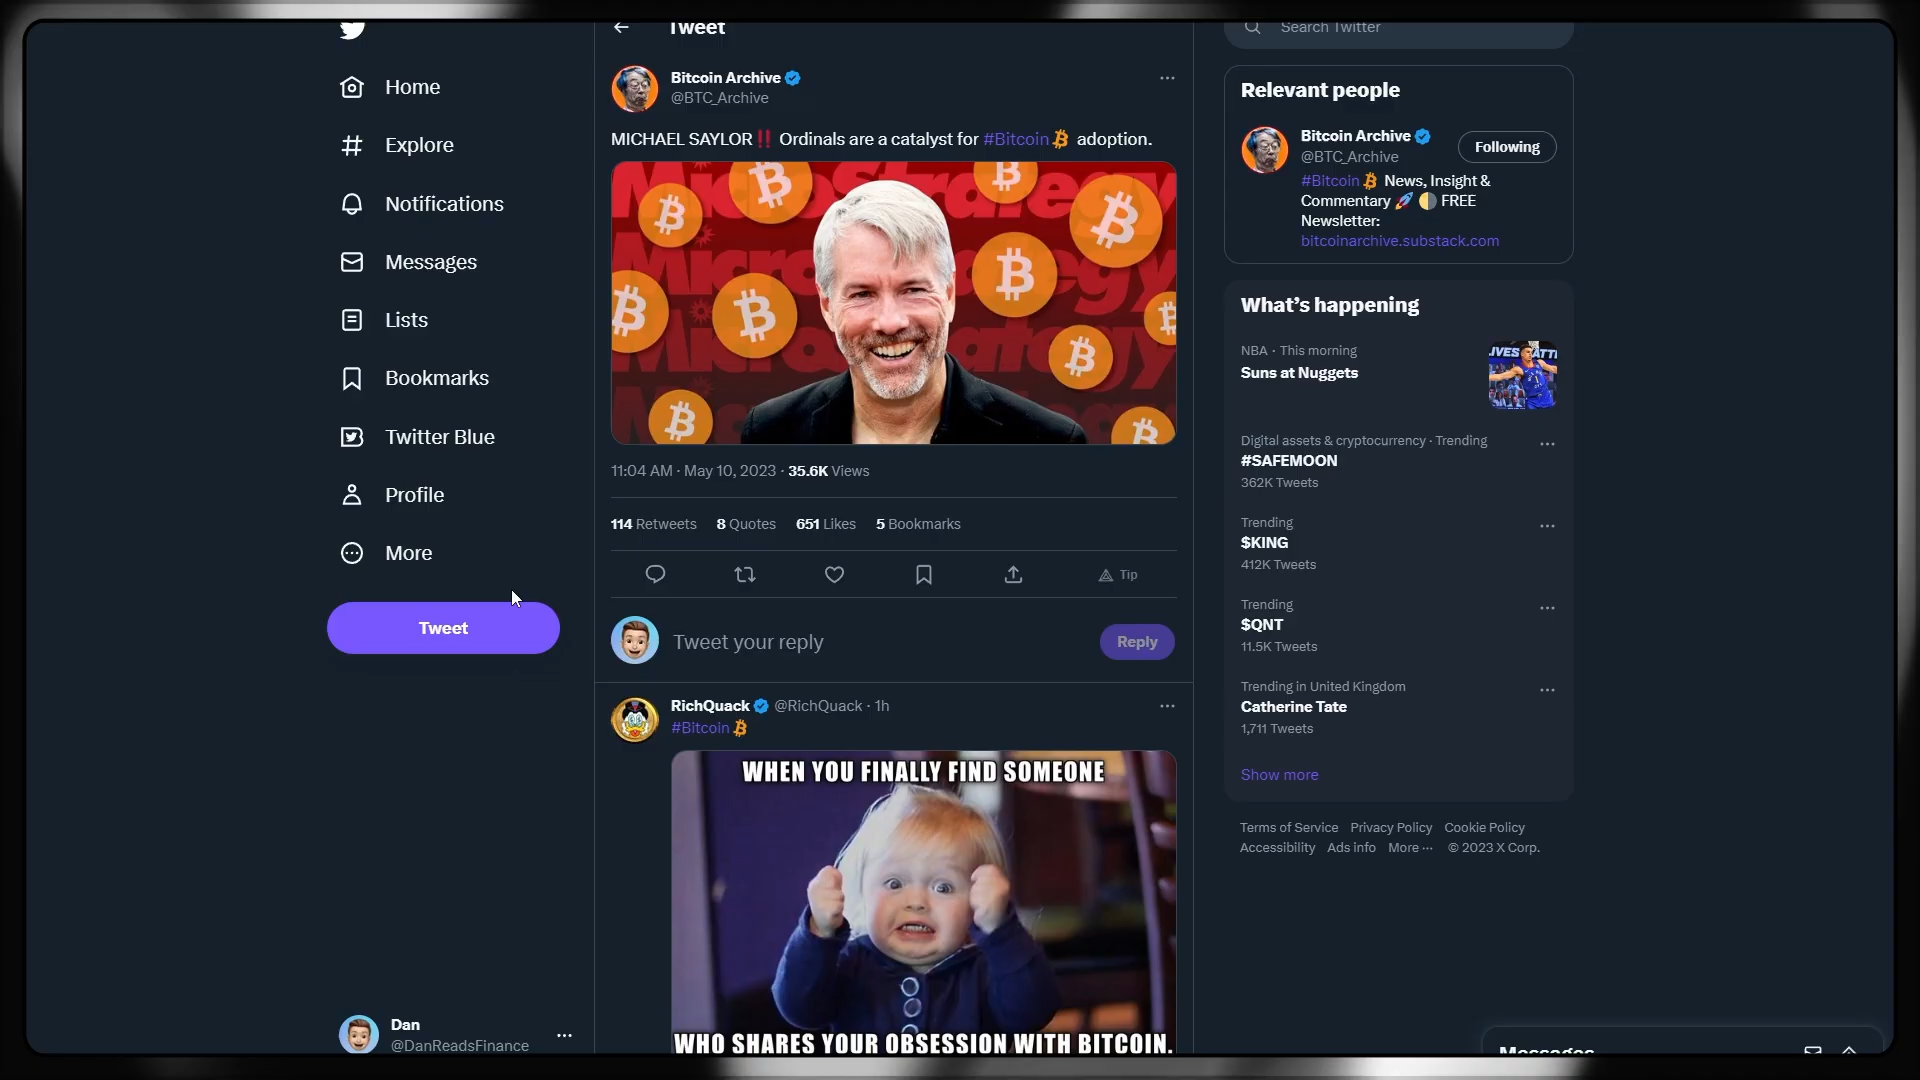 Tweet
Search Twitter
Home
Explore
Notifications
Messages
Lists
Bookmarks
Twitter Blue
Profile
More
Tweet
Dan
@DanReadsFinance
Bitcoin Archive
@BTC_Archive
MICHAEL SAYLOR‼️ Ordinals are a catalyst for #Bitcoin adoption.
MicroStrategy
MicroStrategy
MicroStrategy
11:04 AM · May 10, 2023 · 35.6K Views
114 Retweets 8 Quotes 651 Likes 5 Bookmarks
Tip
Tweet your reply
Reply
RichQuack @RichQuack · 1h
#Bitcoin
WHEN YOU FINALLY FIND SOMEONE
WHO SHARES YOUR OBSESSION WITH BITCOIN.
Relevant people
Bitcoin Archive
@BTC_Archive
Following
#Bitcoin News, Insight &
Commentary 🚀 🌗 FREE
Newsletter:
bitcoinarchive.substack.com
What's happening
NBA · This morning
Suns at Nuggets
Digital assets & cryptocurrency · Trending
#SAFEMOON
362K Tweets
Trending
$KING
412K Tweets
Trending
$QNT
11.5K Tweets
Trending in United Kingdom
Catherine Tate
1,711 Tweets
Show more
Terms of Service Privacy Policy Cookie Policy
Accessibility Ads info More ··· © 2023 X Corp.
Messages